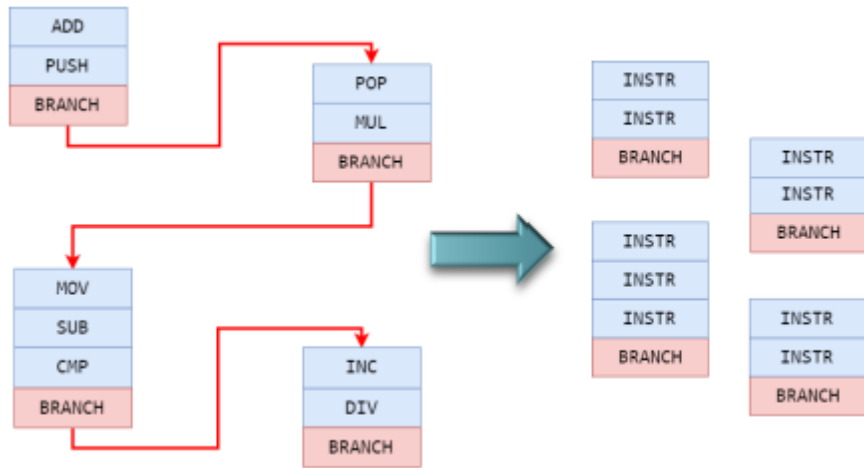 ADD
PUSH
BRANCH
POP
MUL
BRANCH
MOV
SUB
CMP
BRANCH
INC
DIV
BRANCH
INSTR
INSTR
BRANCH
INSTR
INSTR
BRANCH
INSTR
INSTR
INSTR
BRANCH
INSTR
INSTR
BRANCH